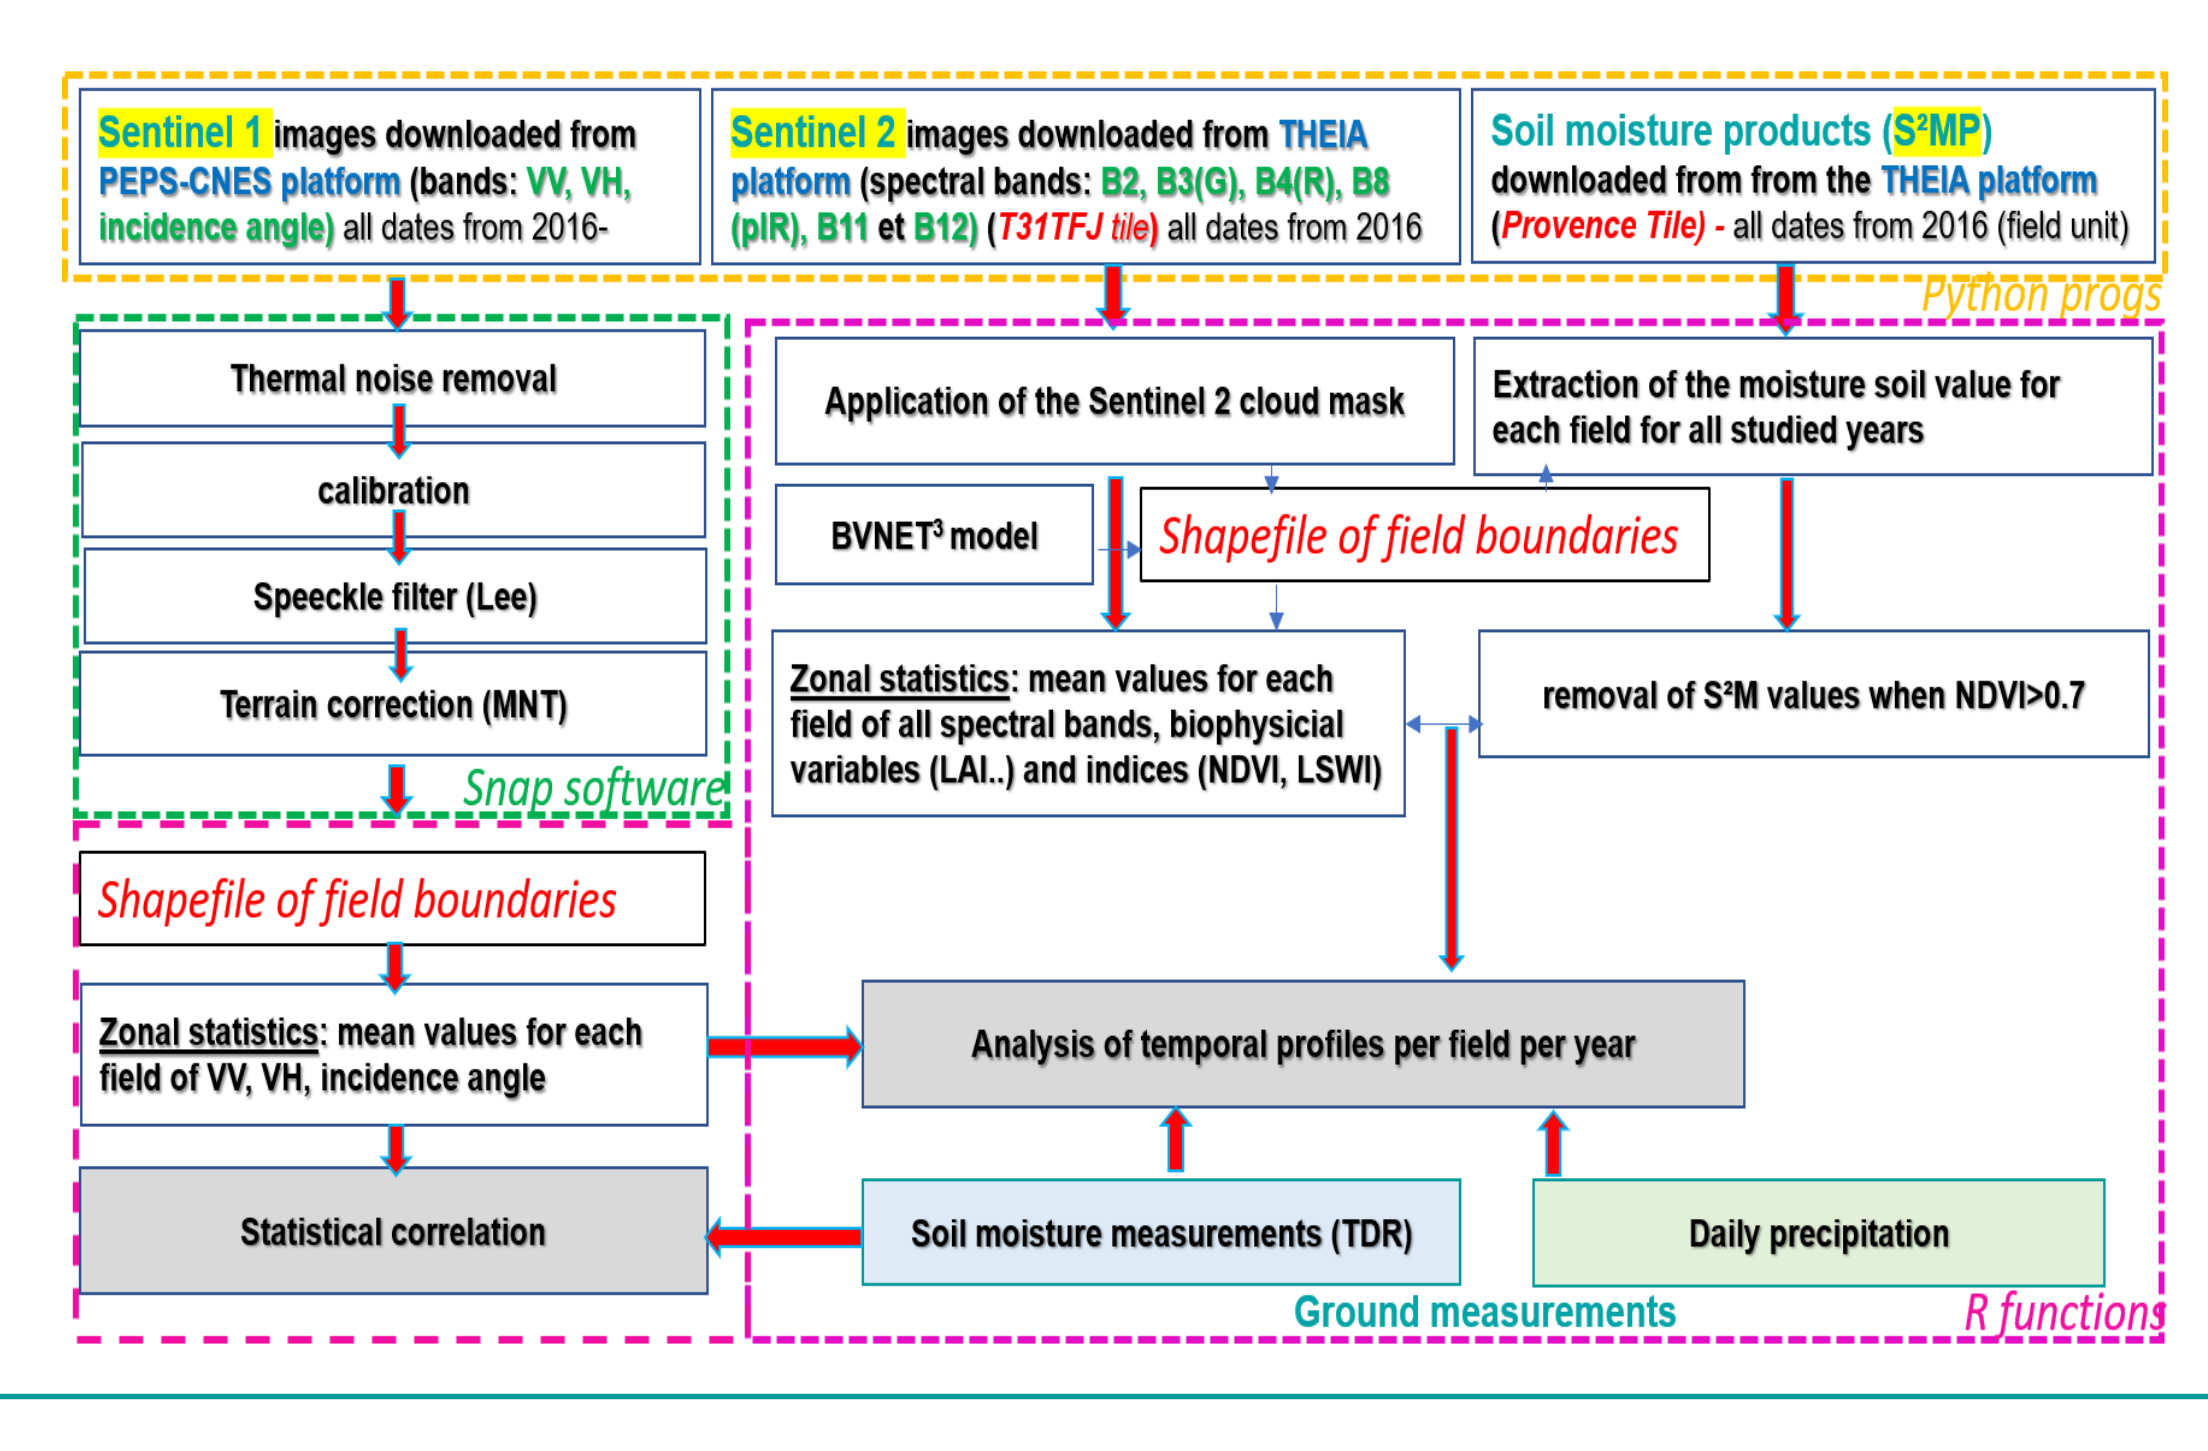 Sentinel 1 images downloaded from
PEPS-CNES platform (bands: VV, VH,
incidence angle) all dates from 2016-
Sentinel 2 images downloaded from THEIA
platform (spectral bands: B2, B3(G), B4(R), B8
(pIR), B11 et B12) (T31TFJ tile) all dates from 2016
Soil moisture products (S²MP)
downloaded from from the THEIA platform
(Provence Tile) - all dates from 2016 (field unit)
Python progs
Thermal noise removal
calibration
Speeckle filter (Lee)
Terrain correction (MNT)
Snap software
Application of the Sentinel 2 cloud mask
Extraction of the moisture soil value for
each field for all studied years
BVNET³ model
Shapefile of field boundaries
Zonal statistics: mean values for each
field of all spectral bands, biophysicial
variables (LAI..) and indices (NDVI, LSWI)
removal of S²M values when NDVI>0.7
Shapefile of field boundaries
Zonal statistics: mean values for each
field of VV, VH, incidence angle
Analysis of temporal profiles per field per year
Statistical correlation
Soil moisture measurements (TDR)
Daily precipitation
Ground measurements
R functions